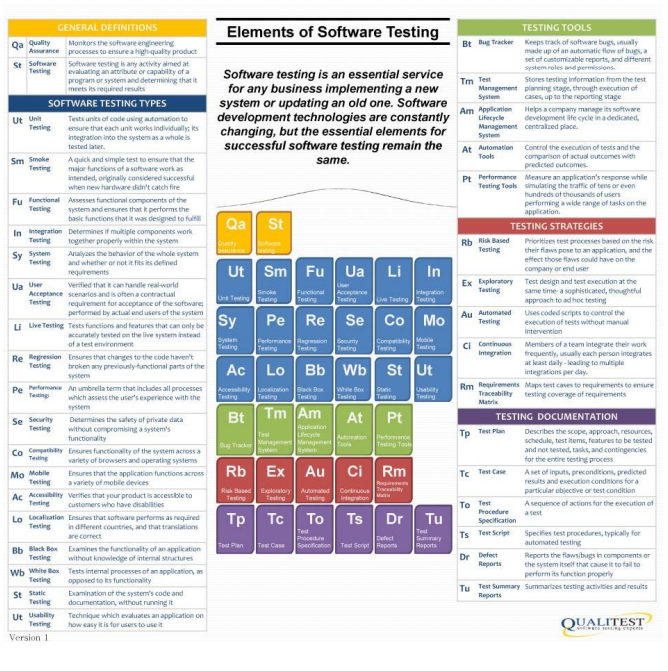 GENERAL DEFINITIONS
Qa Quality Assurance
Monitors the software engineering
processes to ensure a high-quality product
St Software Testing
Software testing is any activity aimed at
evaluating an attribute or capability of a
program or system and determining that it
meets its required results
SOFTWARE TESTING TYPES
Ut Unit Testing
Tests units of code using automation to
ensure that each unit works individually; its
integration into the system as a whole is
tested later.
Sm Smoke Testing
A quick and simple test to ensure that the
major functions of a software work as
intended, originally considered successful
when new hardware didn't catch fire
Fu Functional Testing
Assesses functional components of the
system and ensures that it performs the
basic functions that it was designed to fulfill
In Integration Testing
Determines if multiple components work
together properly within the system
Sy System Testing
Analyzes the behavior of the whole system
and whether or not it fits its defined
requirements
Ua User Acceptance Testing
Verified that it can handle real-world
scenarios and is often a contractual
requirement for acceptance of the software;
performed by actual end users of the system
Li Live Testing
Tests functions and features that can only be
accurately tested on the live system instead
of a test environment
Re Regression Testing
Ensures that changes to the code haven't
broken any previously-functional parts of the
system
Pe Performance Testing
An umbrella term that includes all processes
which assess the user's experience with the
system
Se Security Testing
Determines the safety of private data
without compromising a system's
functionality
Co Compatibility Testing
Ensures functionality of the system across a
variety of browsers and operating systems
Mo Mobile Testing
Ensures that the application functions across
a variety of mobile devices
Ac Accessibility Testing
Verifies that your product is accessible to
customers who have disabilities
Lo Localization Testing
Ensures that software performs as required
in different countries, and that translations
are correct
Bb Black Box Testing
Examines the functionality of an application
without knowledge of internal structures
Wb White Box Testing
Tests internal processes of an application, as
opposed to its functionality
St Static Testing
Examination of the system's code and
documentation, without running it
Ut Usability Testing
Technique which evaluates an application on
how easy it is for users to use it
Version 1
Elements of Software Testing
Software testing is an essential service
for any business implementing a new
system or updating an old one. Software
development technologies are constantly
changing, but the essential elements for
successful software testing remain the
same.
Qa St
Quality Assurance Software Testing
Ut Sm Fu Ua Li In
Unit Testing Smoke Testing Functional Testing User Acceptance Testing Live Testing Integration Testing
Sy Pe Re Se Co Mo
System Testing Performance Testing Regression Testing Security Testing Compatibility Testing Mobile Testing
Ac Lo Bb Wb St Ut
Accessibility Testing Localization Testing Black Box Testing White Box Testing Static Testing Usability Testing
Bt Tm Am At Pt
Bug Tracker Test Management System Application Lifecycle Management System Automation Tools Performance Testing Tools
Rb Ex Au Ci Rm
Risk Based Testing Exploratory Testing Automated Testing Continuous Integration Requirements Traceability Matrix
Tp Tc To Ts Dr Tu
Test Plan Test Case Test Procedure Specification Test Script Defect Reports Test Summary Reports
TESTING TOOLS
Bt Bug Tracker
Keeps track of software bugs, usually
made up of an automatic flow of bugs, a
set of customizable reports, and different
system roles and permissions.
Tm Test Management System
Stores testing information from the test
planning stage, through execution of
cases, up to the reporting stage
Am Application Lifecycle Management System
Helps a company manage its software
development life cycle in a dedicated,
centralized place.
At Automation Tools
Control the execution of tests and the
comparison of actual outcomes with
predicted outcomes.
Pt Performance Testing Tools
Measure an application's response while
simulating the traffic of tens or even
hundreds of thousands of users
performing a wide range of tasks on the
application.
TESTING STRATEGIES
Rb Risk Based Testing
Prioritizes test processes based on the risk
their flaws pose to an application, and the
effect those flaws could have on the
company or end user
Ex Exploratory Testing
Test design and test execution at the
same time- a sophisticated, thoughtful
approach to ad hoc testing
Au Automated Testing
Uses coded scripts to control the
execution of tests without manual
intervention
Ci Continuous Integration
Members of a team integrate their work
frequently, usually each person integrates
at least daily - leading to multiple
integrations per day.
Rm Requirements Traceability Matrix
Maps test cases to requirements to ensure
testing coverage of requirements
TESTING DOCUMENTATION
Tp Test Plan
Describes the scope, approach, resources,
schedule, test items, features to be tested
and not tested, tasks, and contingencies
for the entire testing process
Tc Test Case
A set of inputs, preconditions, predicted
results and execution conditions for a
particular objective or test condition
To Test Procedure Specification
A sequence of actions for the execution of
a test
Ts Test Script
Specifies test procedures, typically for
automated testing
Dr Defect Reports
Reports the flaws/bugs in components or
the system itself that cause it to fail to
perform its function properly
Tu Test Summary Reports
Summarizes testing activities and results
QUALITEST
software testing experts